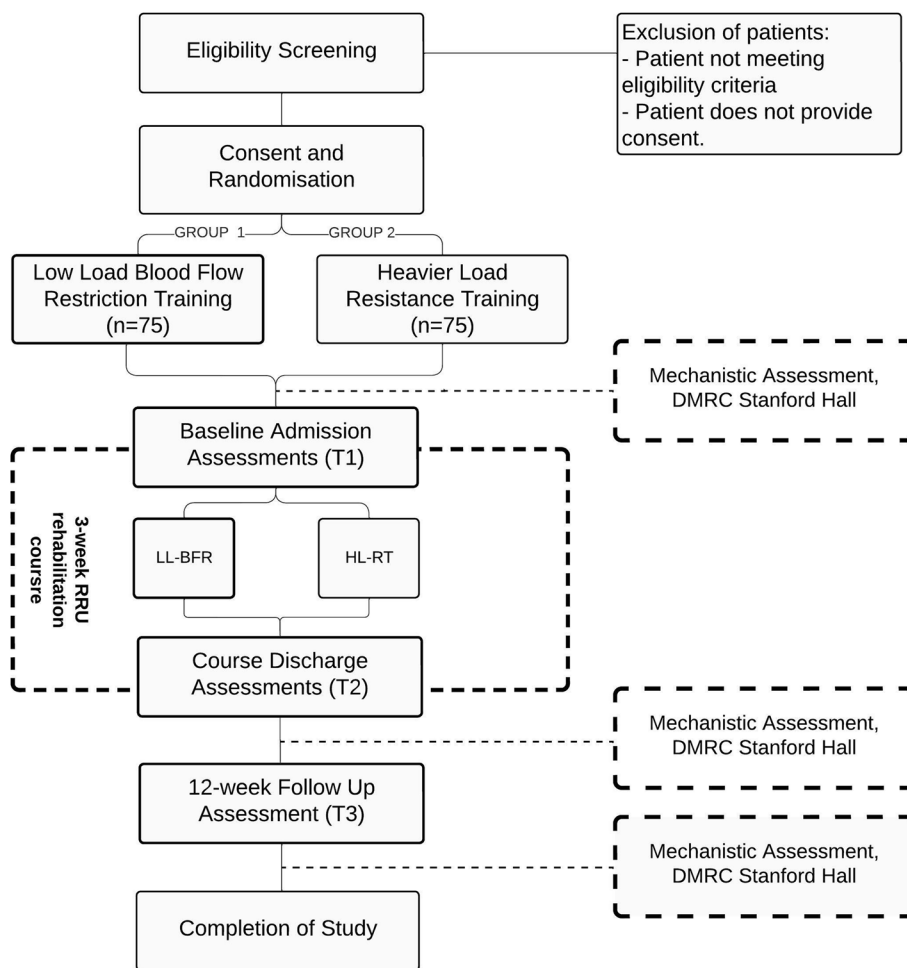 Eligibility Screening
Exclusion of patients:
- Patient not meeting
eligibility criteria
- Patient does not provide
consent.
Consent and
Randomisation
GROUP 1
GROUP 2
Low Load Blood Flow
Restriction Training
(n=75)
Heavier Load
Resistance Training
(n=75)
Mechanistic Assessment,
DMRC Stanford Hall
Baseline Admission
Assessments (T1)
3-week RRU
rehabilitation
coursre
LL-BFR
HL-RT
Course Discharge
Assessments (T2)
Mechanistic Assessment,
DMRC Stanford Hall
12-week Follow Up
Assessment (T3)
Mechanistic Assessment,
DMRC Stanford Hall
Completion of Study